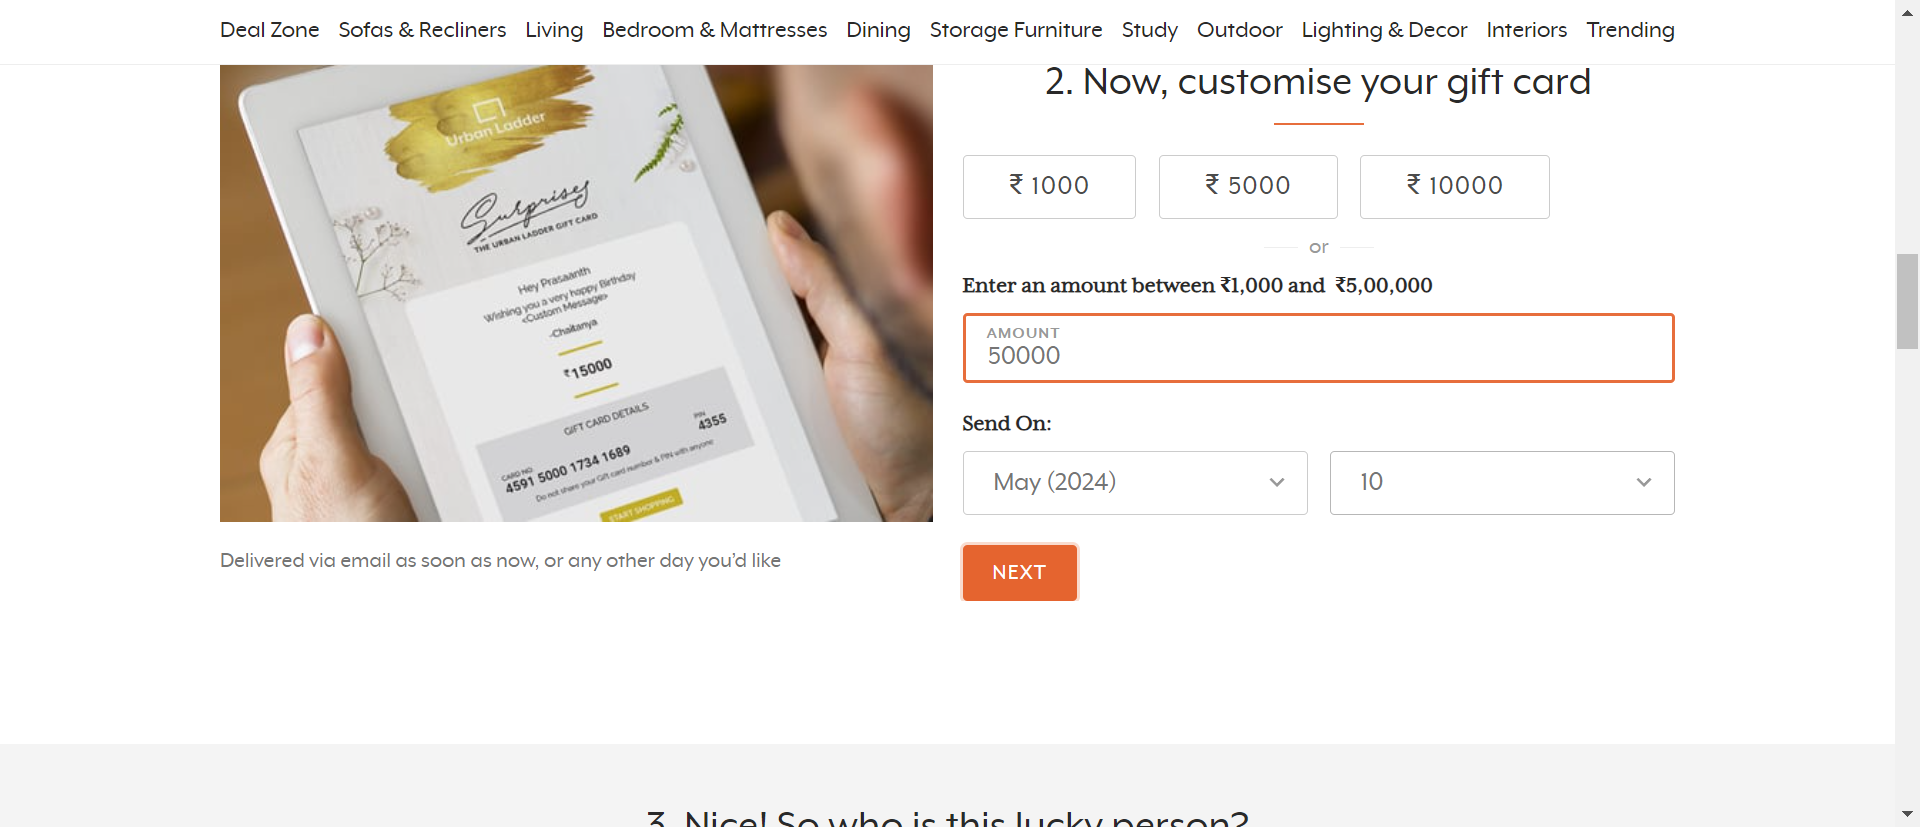 Deal Zone Sofas & Recliners Living Bedroom & Mattresses Dining Storage Furniture Study Outdoor Lighting & Decor Interiors Trending
Urban Ladder
Surprises
THE URBAN LADDER GIFT CARD
Hey Prasaanth
Wishing you a very happy Birthday
<Custom Message>
-Chaitanya
₹15000
GIFT CARD DETAILS
CARD NO.
4591 5000 1734 1689
PIN
4355
Do not share your Gift card number & PIN with anyone
START SHOPPING
Delivered via email as soon as now, or any other day you’d like
2. Now, customise your gift card
₹ 1000 ₹ 5000 ₹ 10000
or
Enter an amount between ₹1,000 and ₹5,00,000
AMOUNT
50000
Send On:
May (2024) 10
NEXT
3. Nice! So who is this lucky person?